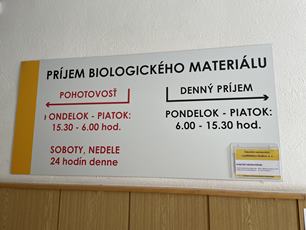 PRÍJEM BIOLOGICKÉHO MATERIÁLU
POHOTOVOSŤ
PONDELOK - PIATOK:
15.30 - 6.00 hod.
SOBOTY, NEDELE
24 hodín denne
DENNÝ PRÍJEM
PONDELOK - PIATOK:
6.00 - 15.30 hod.